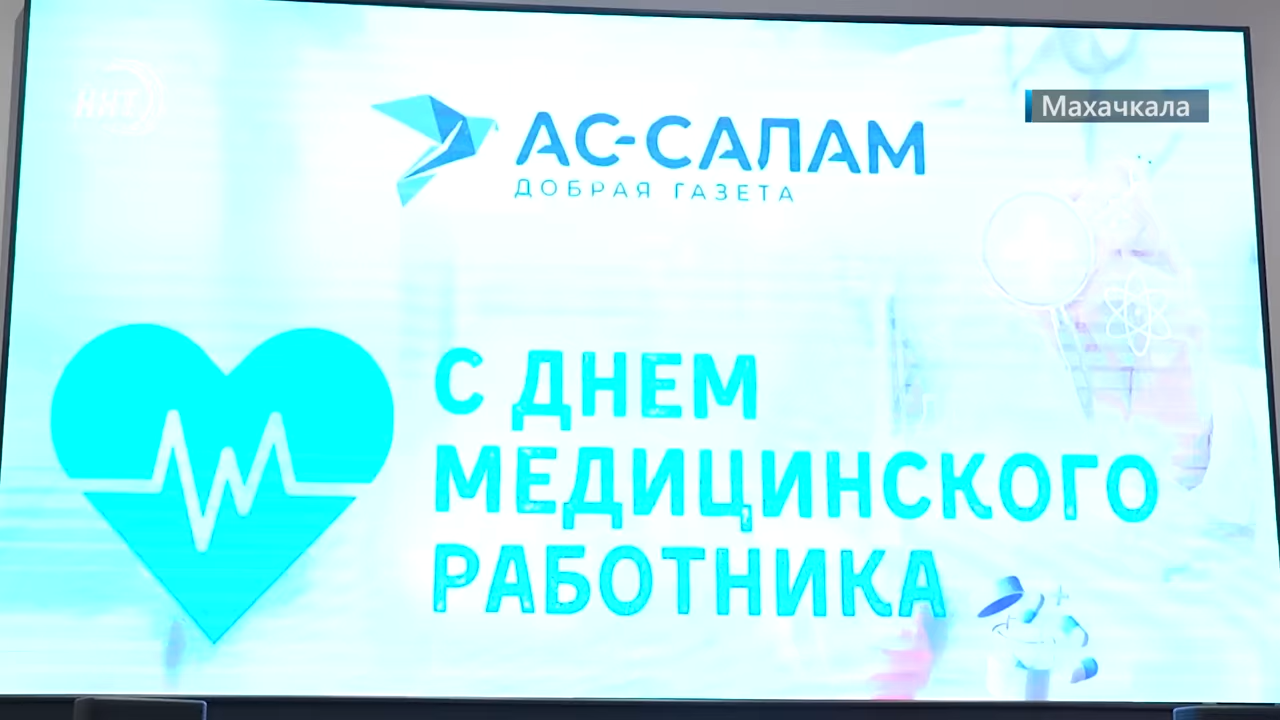 ННТ
Махачкала
АС-САЛАМ
ДОБРАЯ ГАЗЕТА
С ДНЕМ
МЕДИЦИНСКОГО
РАБОТНИКА